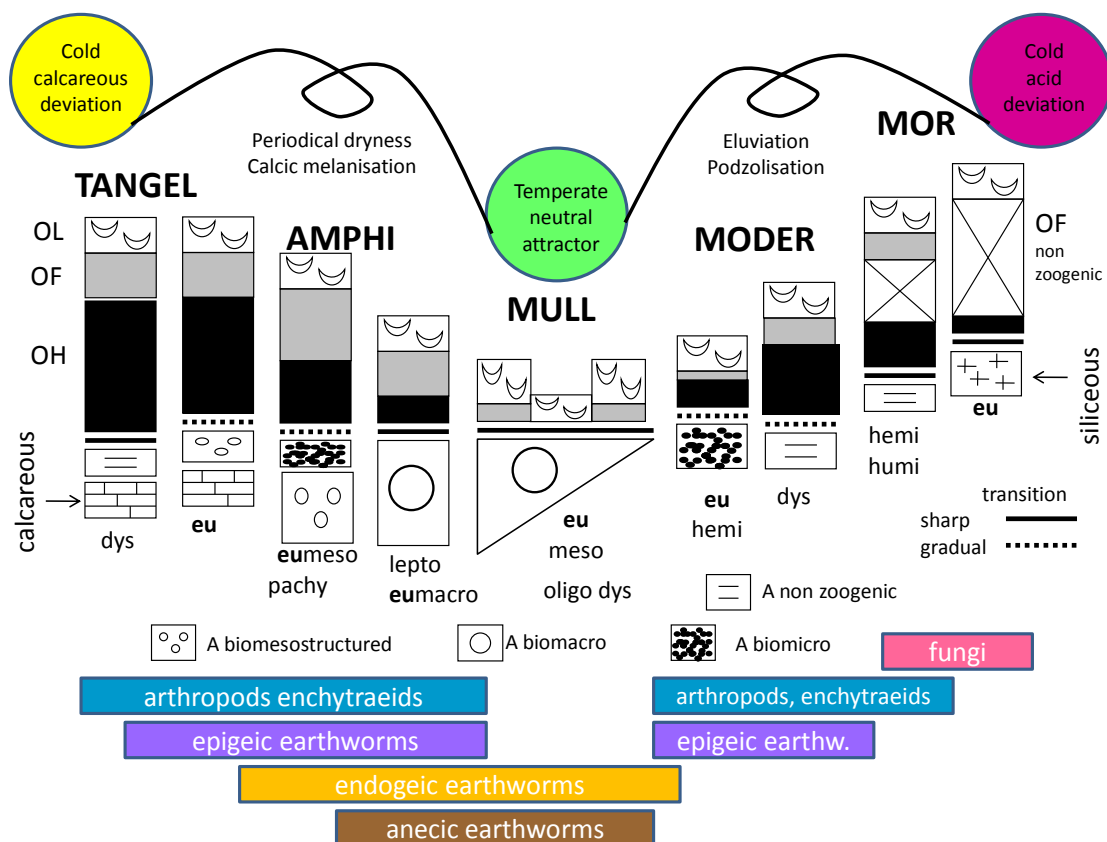 Cold
calcareous
deviation
Cold
acid
deviation
Periodical dryness
Calcic melanisation
Eluviation
Podzolisation
Temperate
neutral
attractor
MOR
TANGEL
AMPHI
MODER
MULL
OL
OF
OH
OF
non
zoogenic
calcareous
siliceous
dys
eu
eumeso
pachy
lepto
eumacro
eu
meso
oligo dys
eu
hemi
dys
hemi
humi
eu
transition
sharp
gradual
A non zoogenic
A biomesostructured
A biomacro
A biomicro
fungi
arthropods enchytraeids
arthropods, enchytraeids
epigeic earthworms
epigeic earthw.
endogeic earthworms
anecic earthworms